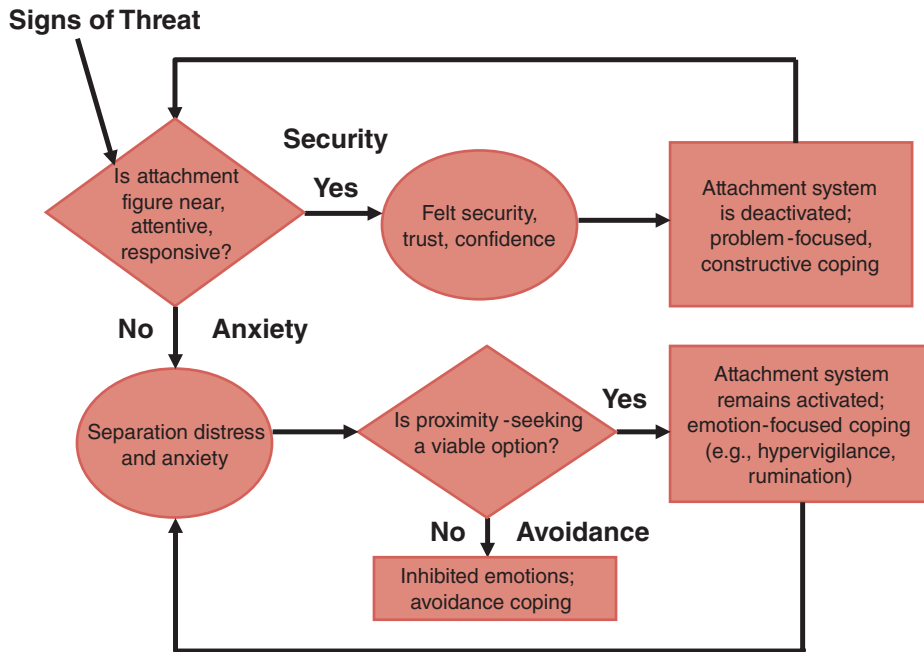 Signs of Threat
Is attachment
figure near,
attentive,
responsive?
Security
Yes
Felt security,
trust, confidence
Attachment system
is deactivated;
problem-focused,
constructive coping
No
Anxiety
Separation distress
and anxiety
Is proximity-seeking
a viable option?
Yes
Attachment system
remains activated;
emotion-focused coping
(e.g., hypervigilance,
rumination)
No
Avoidance
Inhibited emotions;
avoidance coping